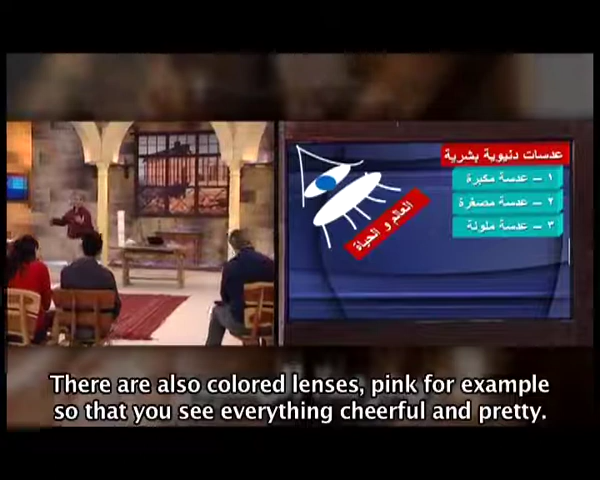 عدسات دنيوية بشرية
١ – عدسة مكبرة
٢ – عدسة مصغرة
٣ – عدسة ملونة
العالم و الحياة
There are also colored lenses, pink for example
so that you see everything cheerful and pretty.